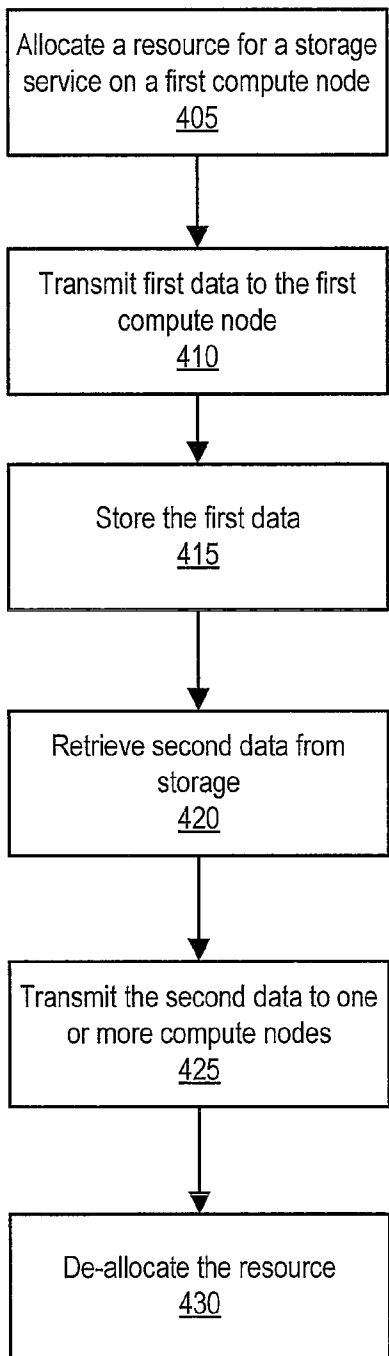 Allocate a resource for a storage
service on a first compute node
405
Transmit first data to the first
compute node
410
Store the first data
415
Retrieve second data from
storage
420
Transmit the second data to one
or more compute nodes
425
De-allocate the resource
430